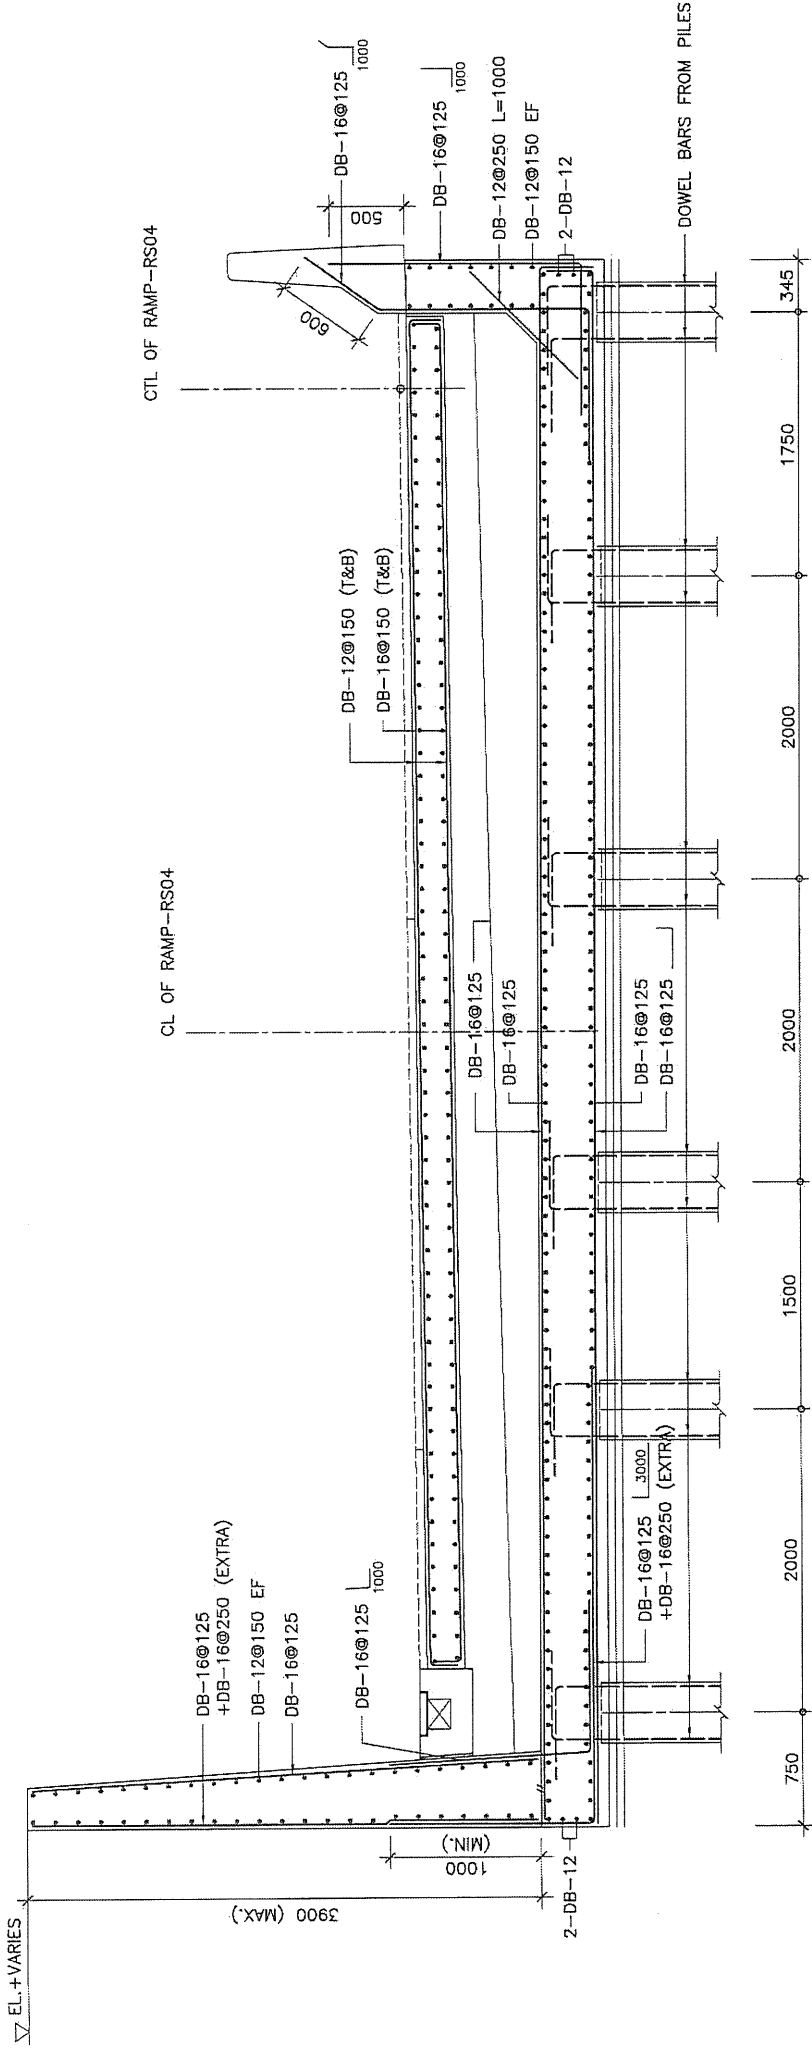 EL.+VARIES
3900 (MAX.)
1000
(MIN.)
2-DB-12
DB-16@125
+DB-16@250 (EXTRA)
DB-12@150 EF
DB-16@125
DB-16@125
1000
CL OF RAMP-RS04
CTL OF RAMP-RS04
DB-12@150 (T&B)
DB-16@150 (T&B)
600
500
DB-16@125
1000
DB-16@125
1000
DB-12@250 L=1000
DB-12@150 EF
2-DB-12
DB-16@125
DB-16@125
DB-16@125
DB-16@125
DB-16@125
3000
+DB-16@250 (EXTRA)
DOWEL BARS FROM PILES
750
2000
1500
2000
2000
1750
345